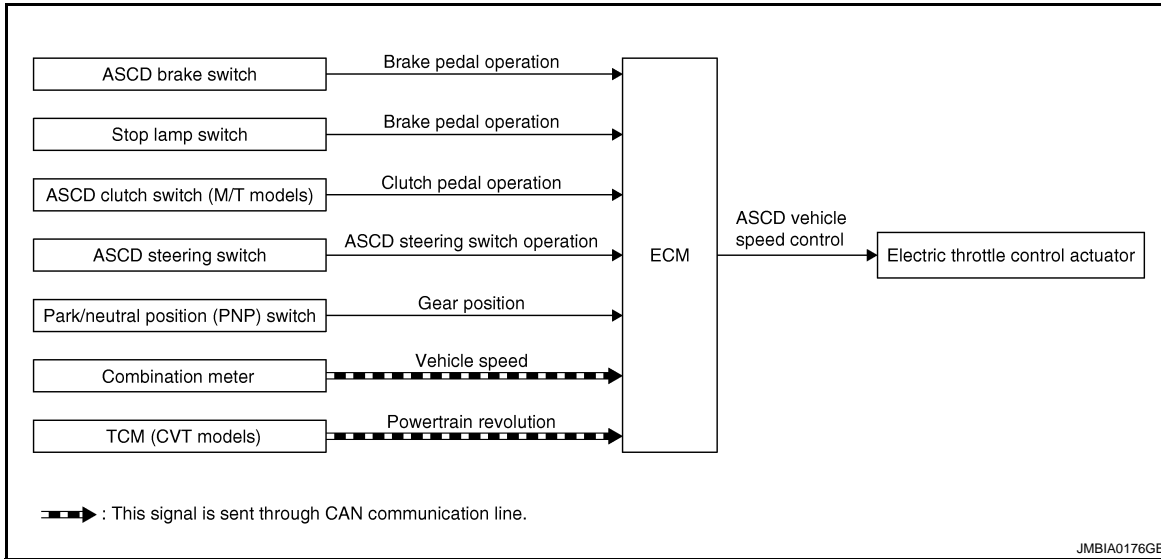 ASCD brake switch
Brake pedal operation
Stop lamp switch
Brake pedal operation
ASCD clutch switch (M/T models)
Clutch pedal operation
ASCD steering switch
ASCD steering switch operation
Park/neutral position (PNP) switch
Gear position
Combination meter
Vehicle speed
TCM (CVT models)
Powertrain revolution
ECM
ASCD vehicle
speed control
Electric throttle control actuator
: This signal is sent through CAN communication line.
JMBIA0176GB